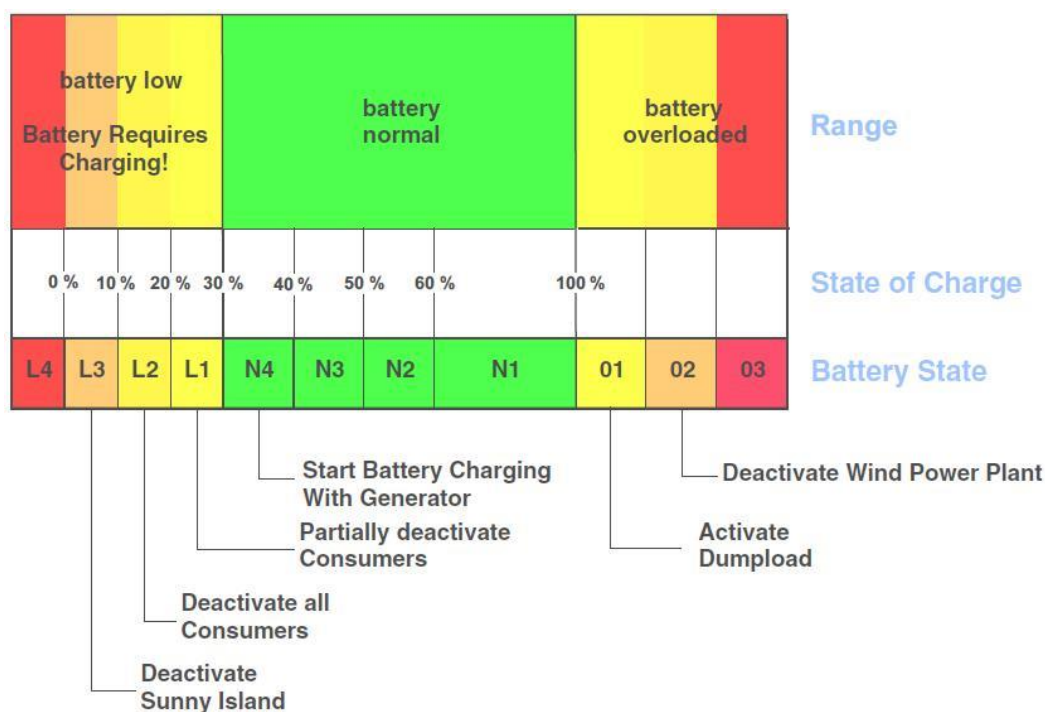 battery low
Battery Requires
Charging!
battery
normal
battery
overloaded
Range
0 % 10 % 20 % 30 % 40 % 50 % 60 % 100 %
State of Charge
L4 L3 L2 L1 N4 N3 N2 N1 01 02 03
Battery State
Start Battery Charging
With Generator
Deactivate Wind Power Plant
Partially deactivate
Consumers
Activate
Dumpload
Deactivate all
Consumers
Deactivate
Sunny Island